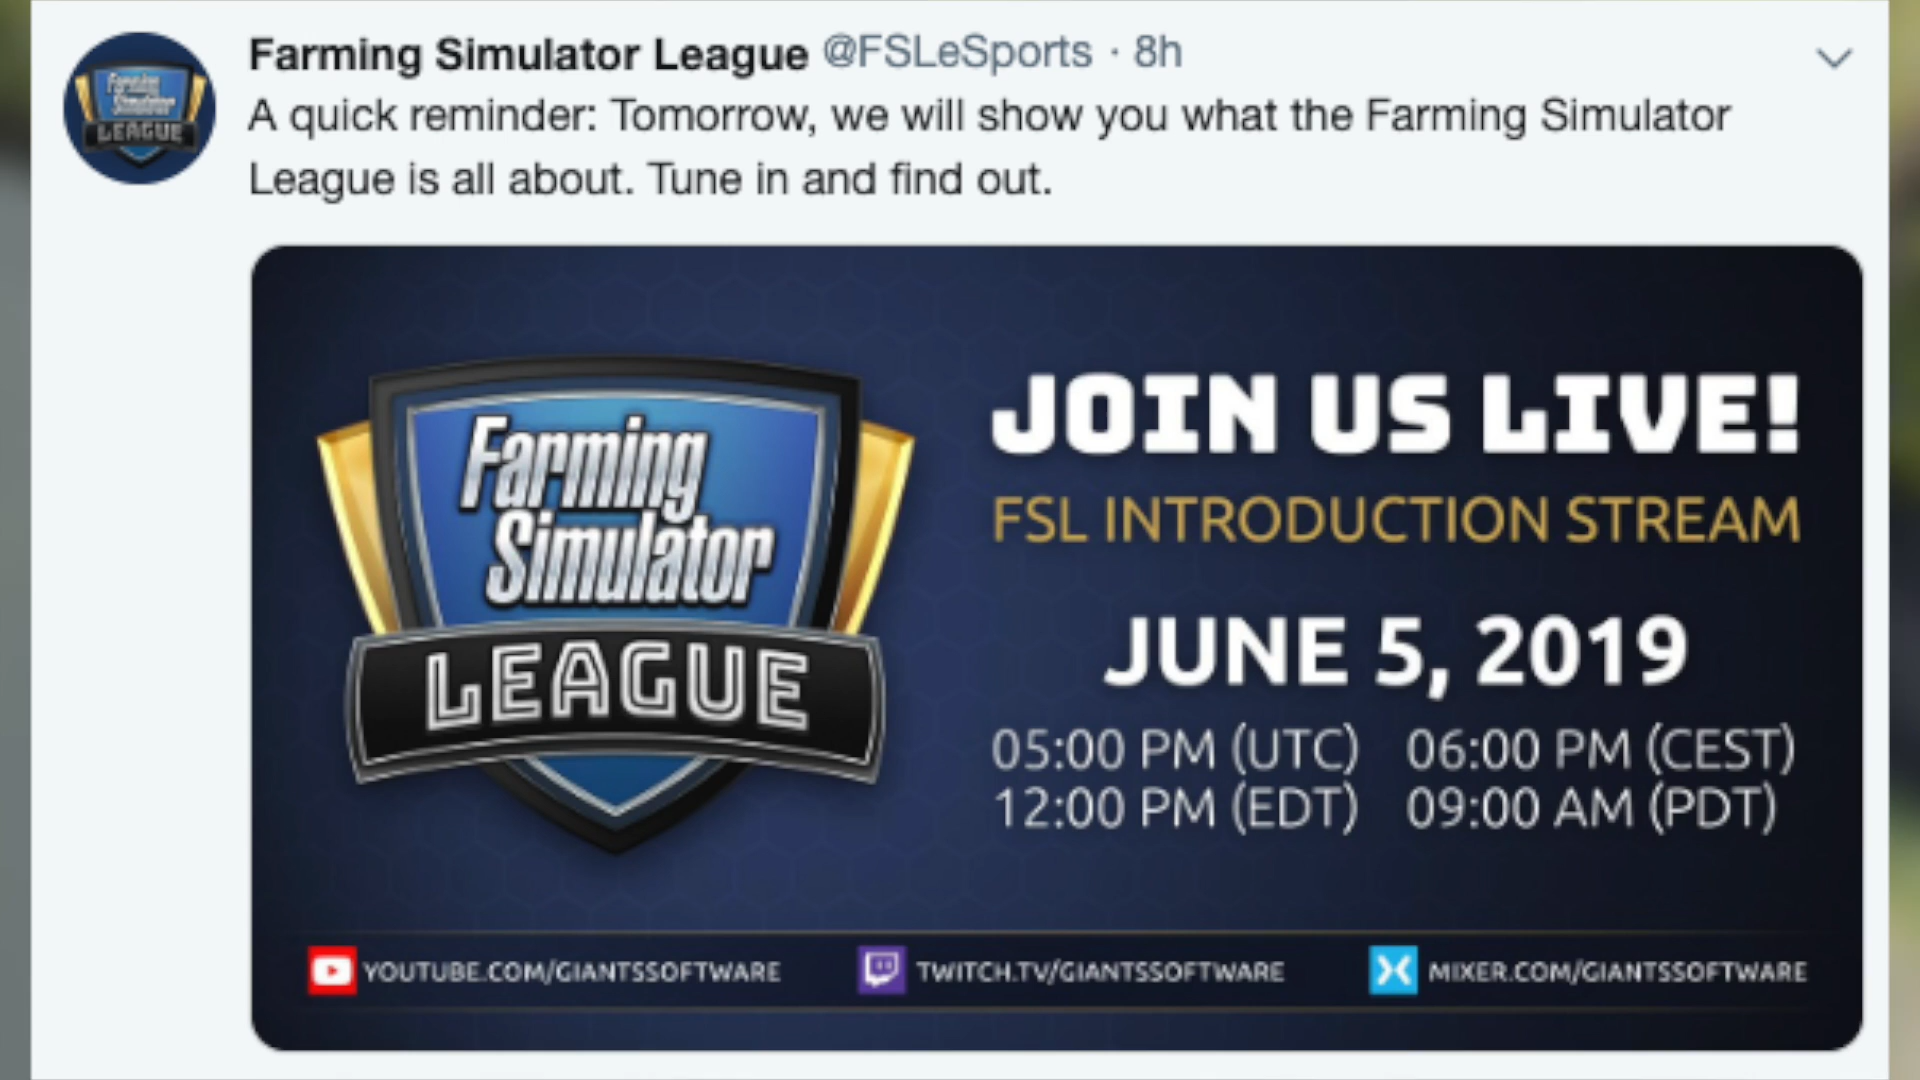 Farming Simulator League @FSLeSports · 8h
A quick reminder: Tomorrow, we will show you what the Farming Simulator
League is all about. Tune in and find out.
Farming
Simulator
LEAGUE
Farming
Simulator
LEAGUE
JOIN US LIVE!
FSL INTRODUCTION STREAM
JUNE 5, 2019
05:00 PM (UTC) 06:00 PM (CEST)
12:00 PM (EDT) 09:00 AM (PDT)
YOUTUBE.COM/GIANTSSOFTWARE TWITCH.TV/GIANTSSOFTWARE MIXER.COM/GIANTSSOFTWARE